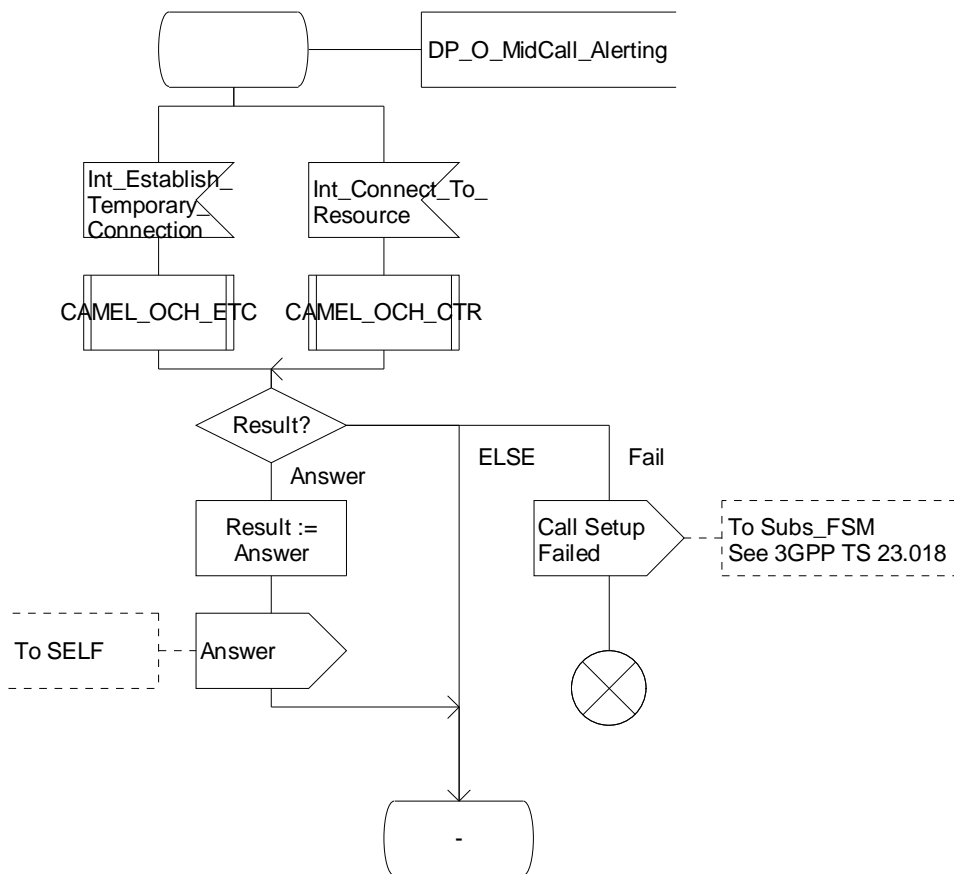 DP_O_MidCall_Alerting
Int_Establish_
Temporary_
Connection
Int_Connect_To_
Resource
CAMEL_OCH_ETC
CAMEL_OCH_CTR
Result?
ELSE
Fail
Answer
Result :=
Answer
Call Setup
Failed
To Subs_FSM
See 3GPP TS 23.018
To SELF
Answer
-